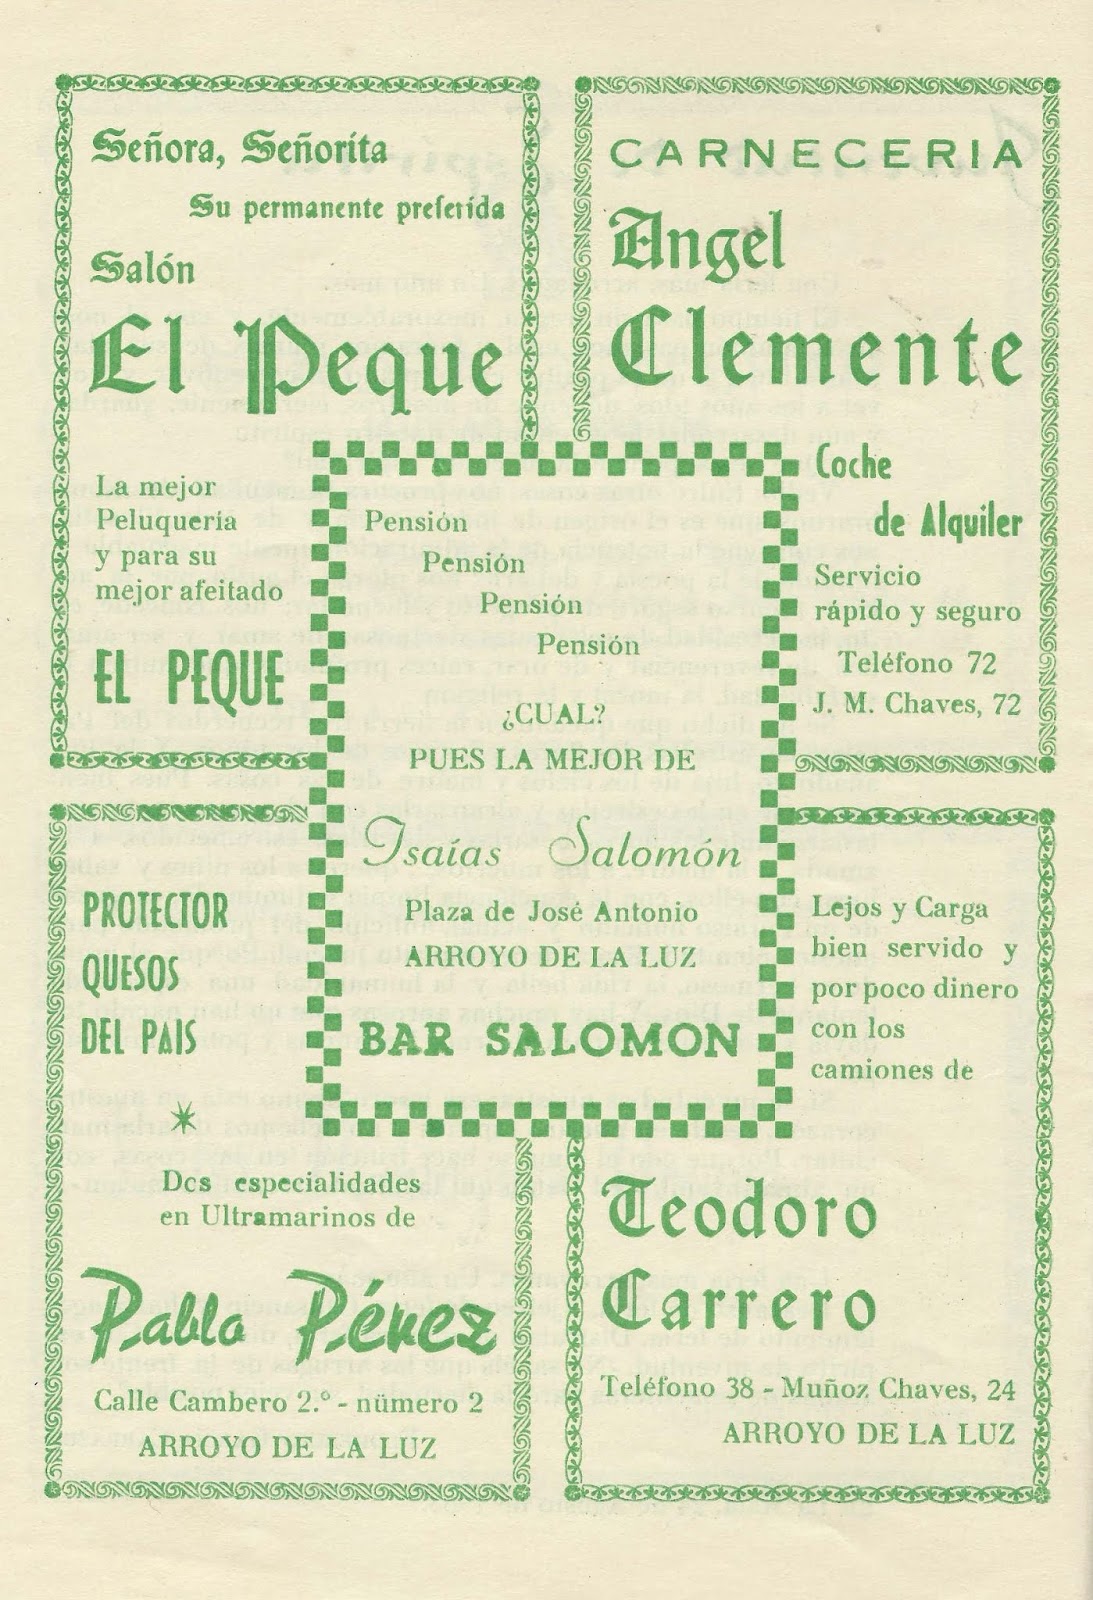 Señora, Señorita
Su permanente preferida
Salón
El Peque
La mejor
Peluquería
y para su
mejor afeitado
EL PEQUE
CARNECERIA
Angel
Clemente
Coche
de Alquiler
Servicio
rápido y seguro
Teléfono 72
J. M. Chaves, 72
Pensión
Pensión
Pensión
Pensión
¿CUAL?
PUES LA MEJOR DE
Isaías Salomón
Plaza de José Antonio
ARROYO DE LA LUZ
BAR SALOMON
PROTECTOR
QUESOS
DEL PAIS
Dos especialidades
en Ultramarinos de
Pablo Pérez
Calle Cambero 2.º - nümero 2
ARROYO DE LA LUZ
Lejos y Carga
bien servido y
por poco dinero
con los
camiones de
Teodoro
Carrero
Teléfono 38 - Muñoz Chaves, 24
ARROYO DE LA LUZ